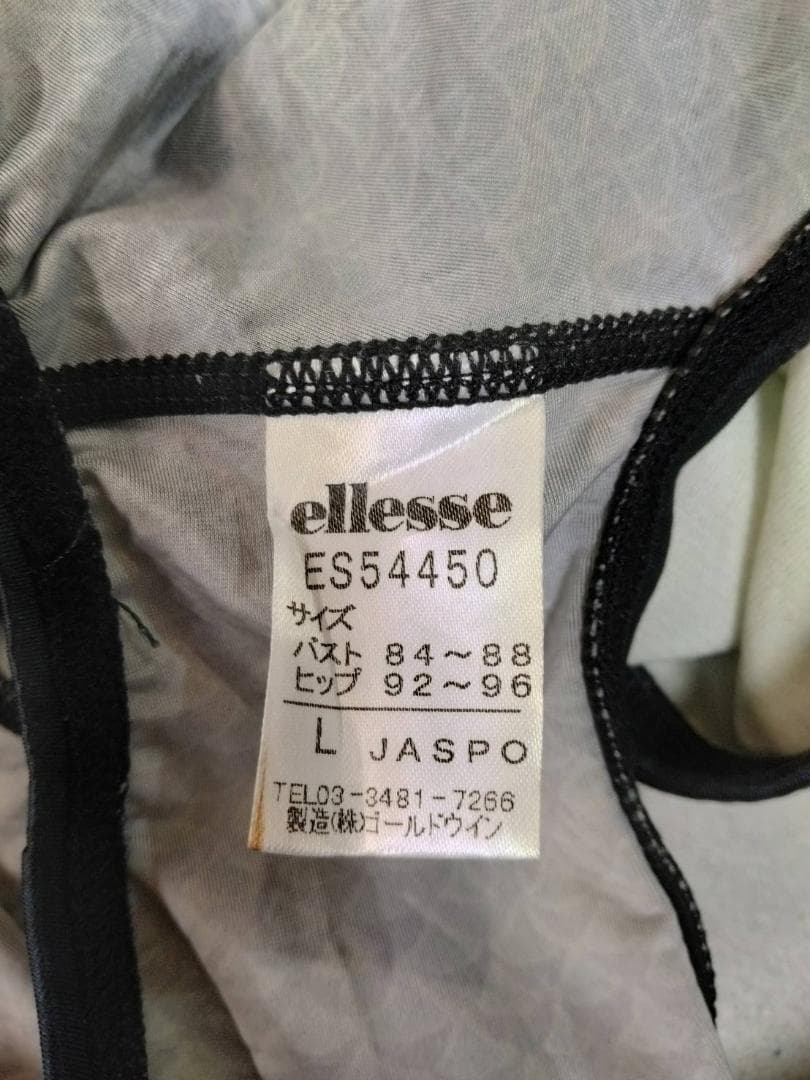 ellesse
ES54450
サイズ
バスト 84～88
ヒップ 92～96
L JASPO
TEL03-3481-7266
製造(株)ゴールドウイン